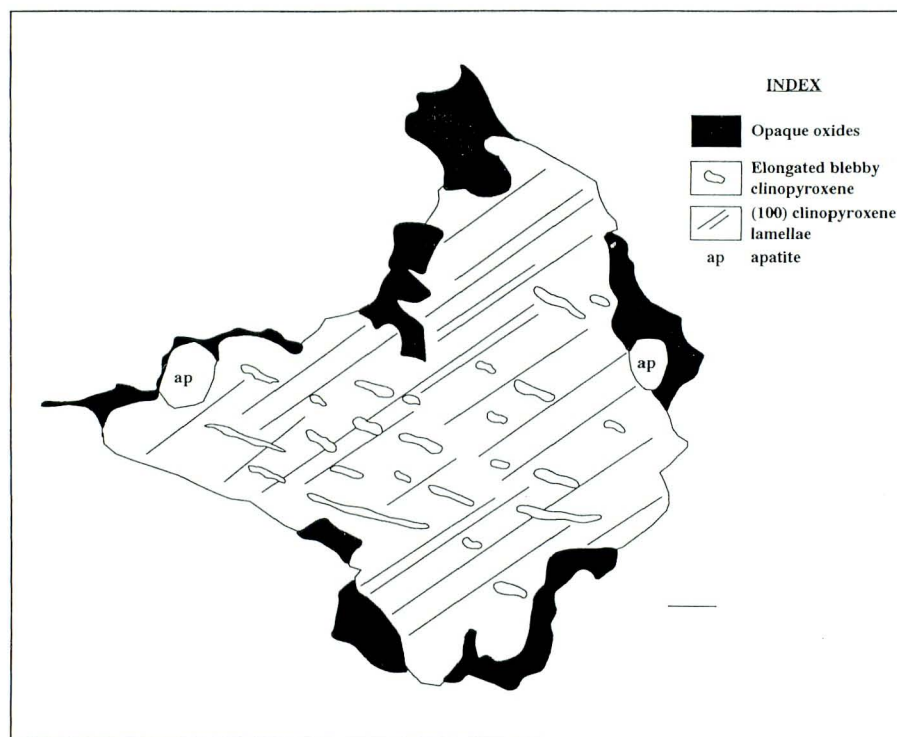 INDEX
Opaque oxides
Elongated blebby
clinopyroxene
(100) clinopyroxene
lamellae
ap apatite
ap
ap